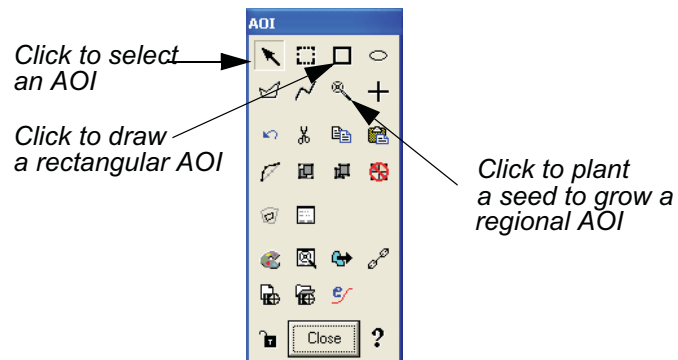 AOI
Click to select
an AOI
Click to draw
a rectangular AOI
Click to plant
a seed to grow a
regional AOI
Close
?